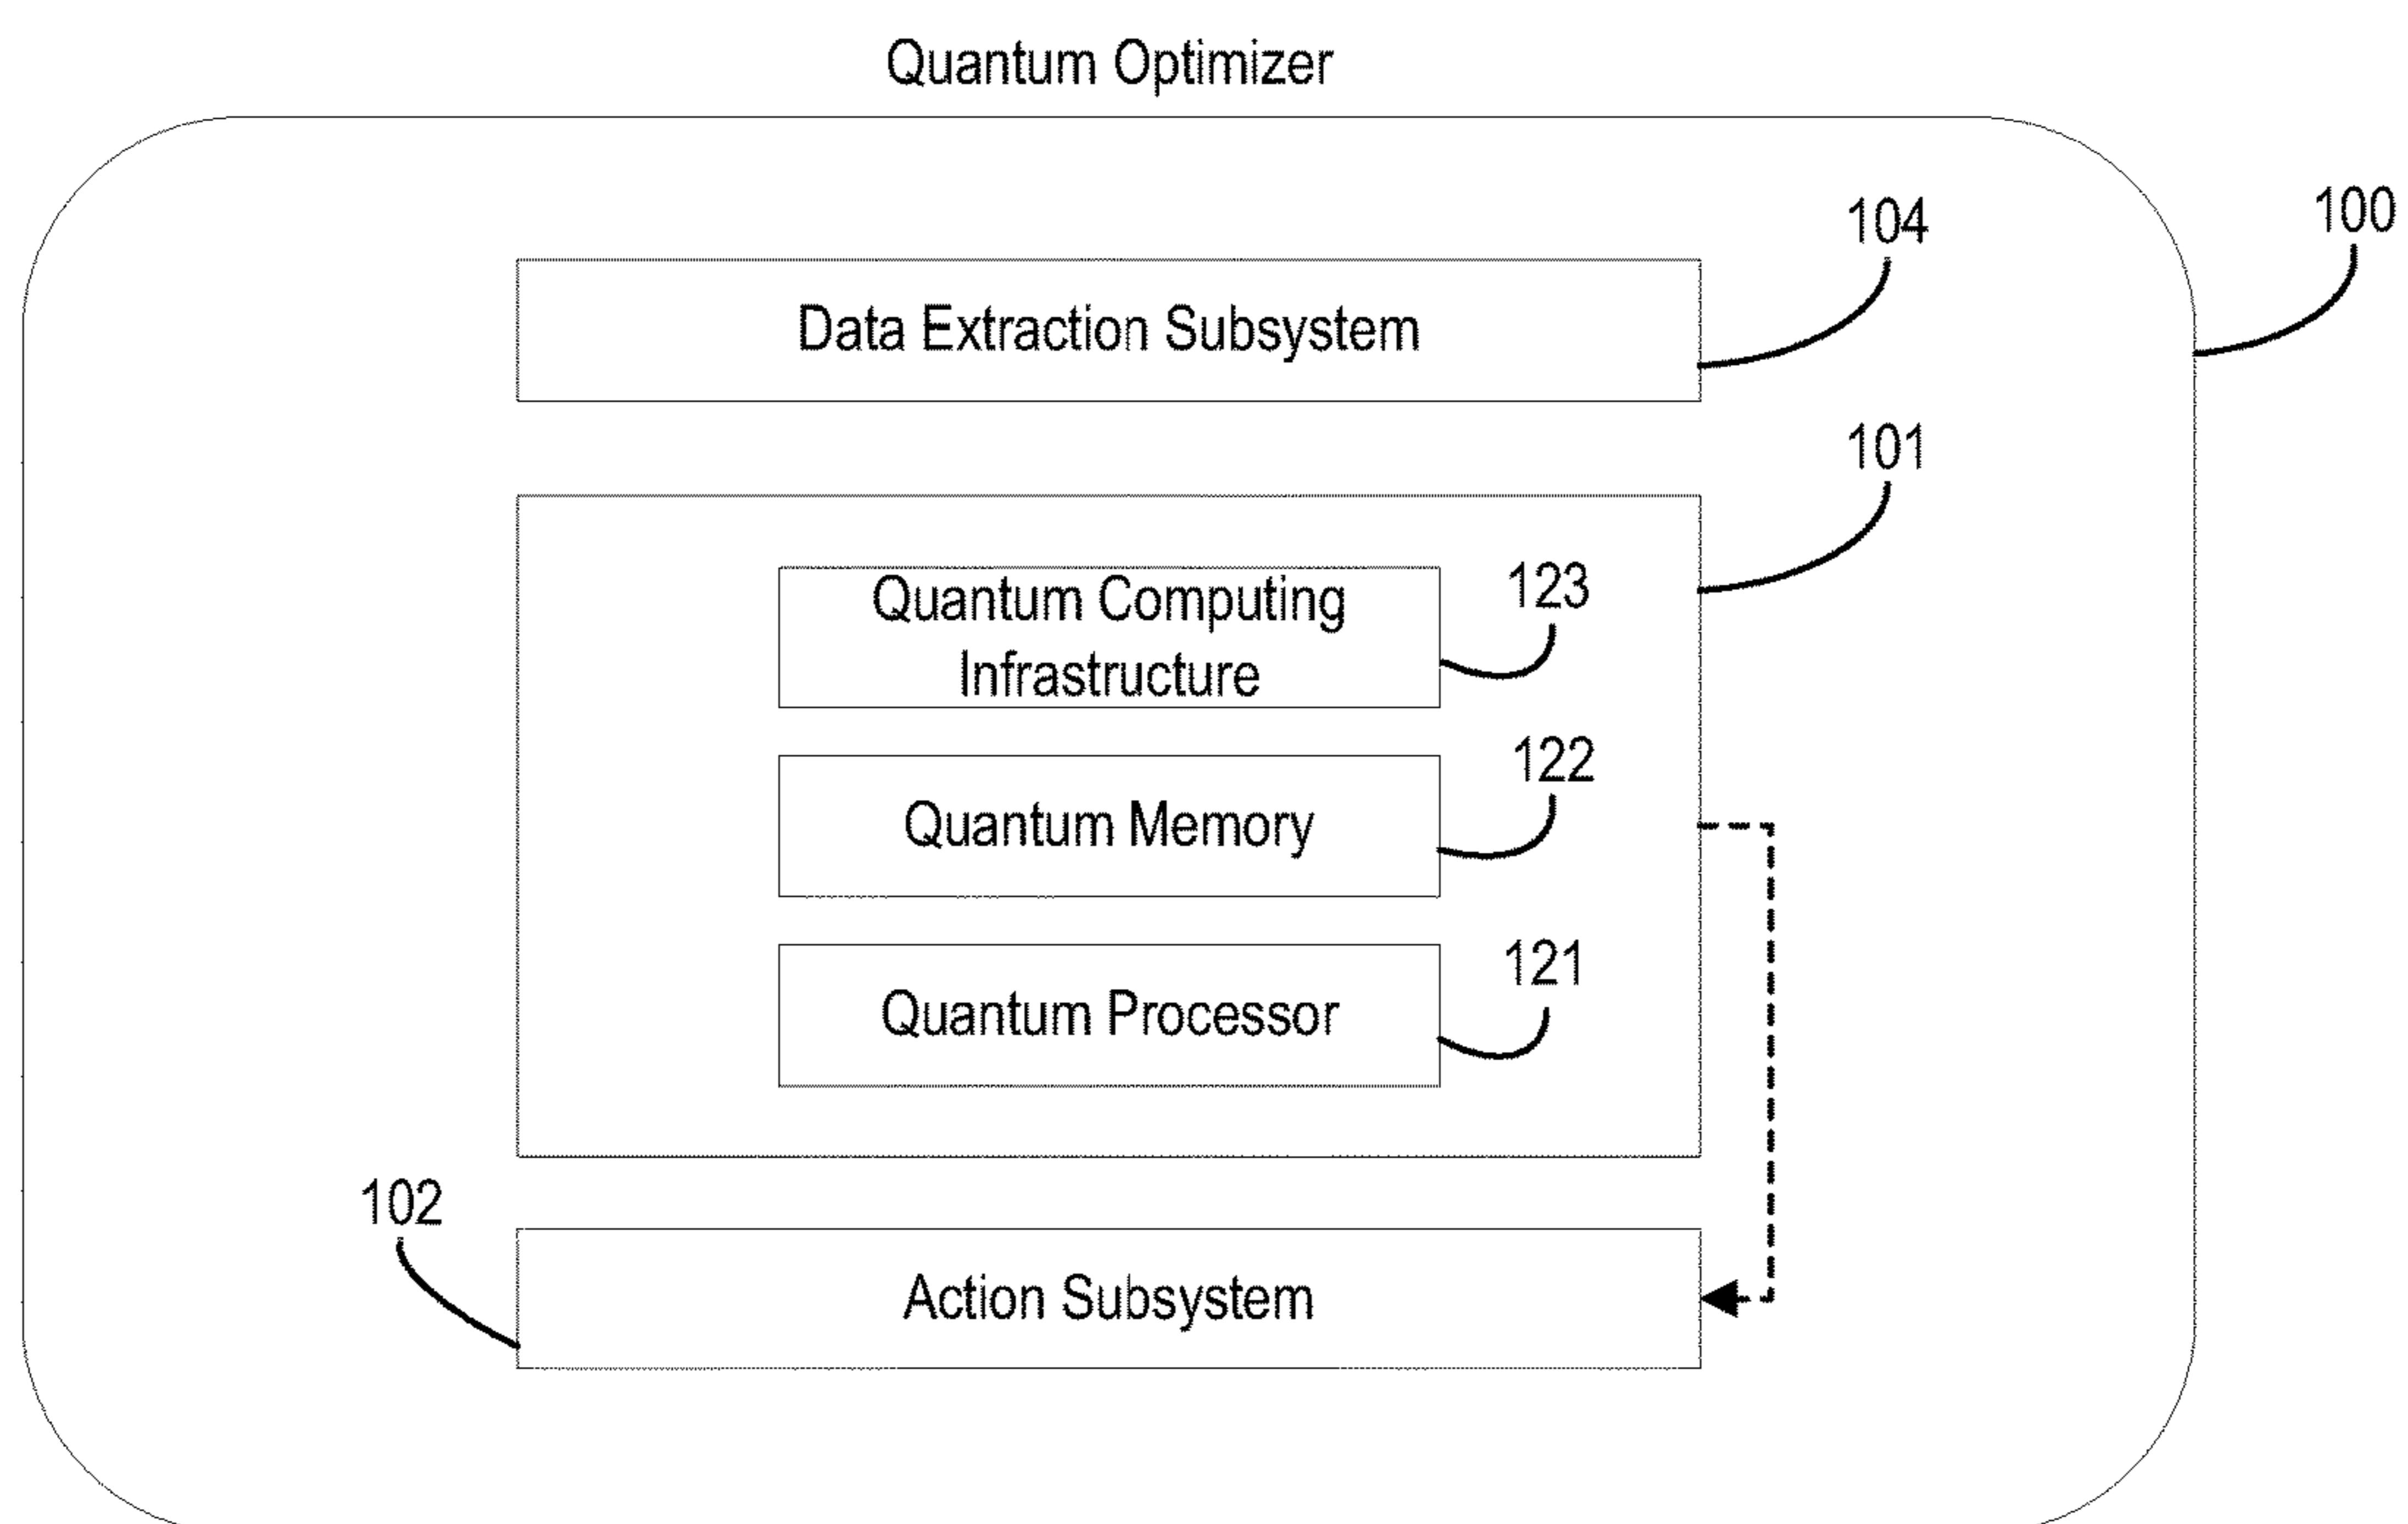 Quantum Optimizer
104
100
Data Extraction Subsystem
101
Quantum Computing
Infrastructure
123
122
Quantum Memory
121
Quantum Processor
102
Action Subsystem